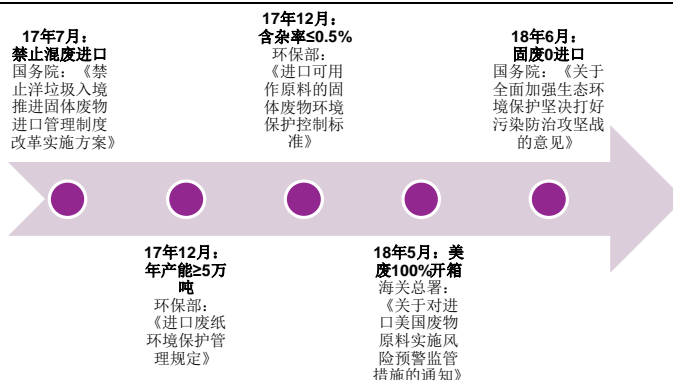 17年7月：
禁止混废进口
国务院：《禁
止洋垃圾入境
推进固体废物
进口管理制度
改革实施方案》
17年12月：
年产能≥5万
吨
环保部：
《进口废纸
环境保护管
理规定》
17年12月：
含杂率≤0.5%
环保部：
《进口可用
作原料的固
体废物环境
保护控制标
准》
18年5月：美
废100%开箱
海关总署：
《关于对进
口美国废物
原料实施风
险预警监管
措施的通知》
18年6月：
固废0进口
国务院：《关于
全面加强生态环
境保护坚决打好
污染防治攻坚战
的意见》